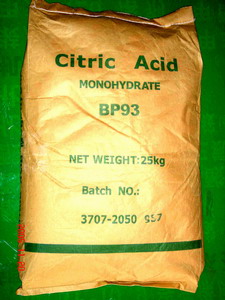 Citric Acid
MONOHYDRATE
BP93
NET WEIGHT:25kg
Batch NO.:
3707-2050